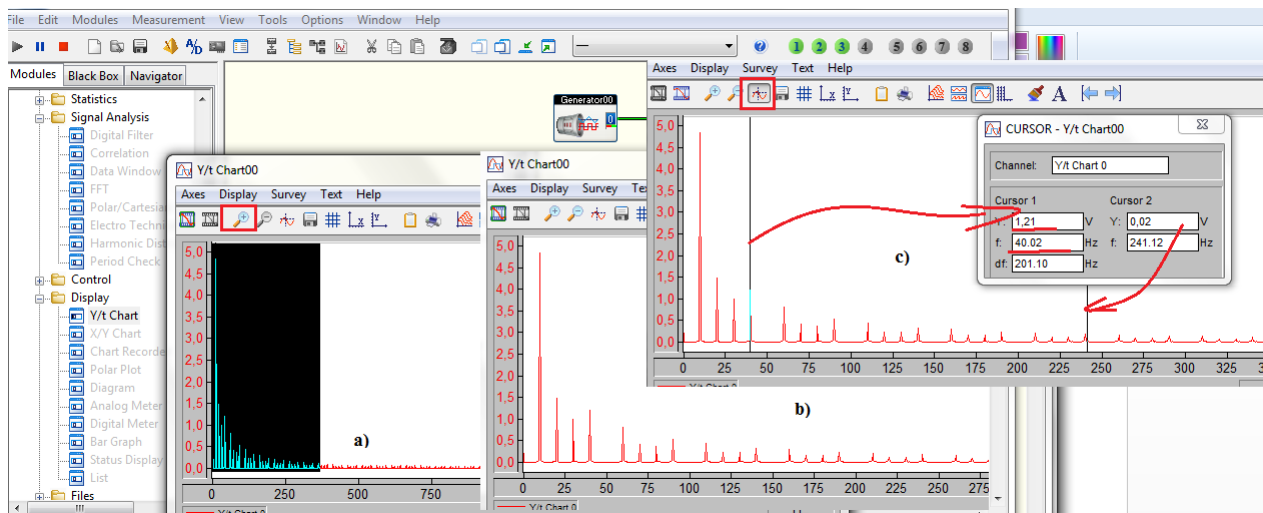 File Edit Modules Measurement View Tools Options Window Help
1 2 3 4 5 6 7 8
Modules Black Box Navigator
Statistics
Signal Analysis
Digital Filter
Correlation
Data Window
FFT
Polar/Cartesia
Electro Techni
Harmonic Dist
Period Check
Control
Display
Y/t Chart
X/Y Chart
Chart Recorde
Polar Plot
Diagram
Analog Meter
Digital Meter
Bar Graph
Status Display
List
Files
Generator00
0
Y/t Chart00
Axes Display Survey Text Help
5,0
4,5
4,0
3,5
3,0
2,5
2,0
1,5
1,0
0,5
0,0
a)
0 250 500 750
Y/t Chart 0
Y/t Chart00
Axes Display Survey Te
5,0
4,5
4,0
3,5
3,0
2,5
2,0
1,5
1,0
0,5
0,0
b)
0 25 50 75 100 125 150 175 200 225 250 275
Y/t Chart 0
Axes Display Survey Text Help
5,0
4,5
4,0
3,5
3,0
2,5
2,0
1,5
1,0
0,5
0,0
c)
0 25 50 75 100 125 150 175 200 225 250 275 300 325 3
CURSOR - Y/t Chart00
Channel: Y/t Chart 0
Cursor 1 Cursor 2
Y: 1,21 V Y: 0,02 V
f: 40.02 Hz f: 241.12 Hz
df: 201.10 Hz